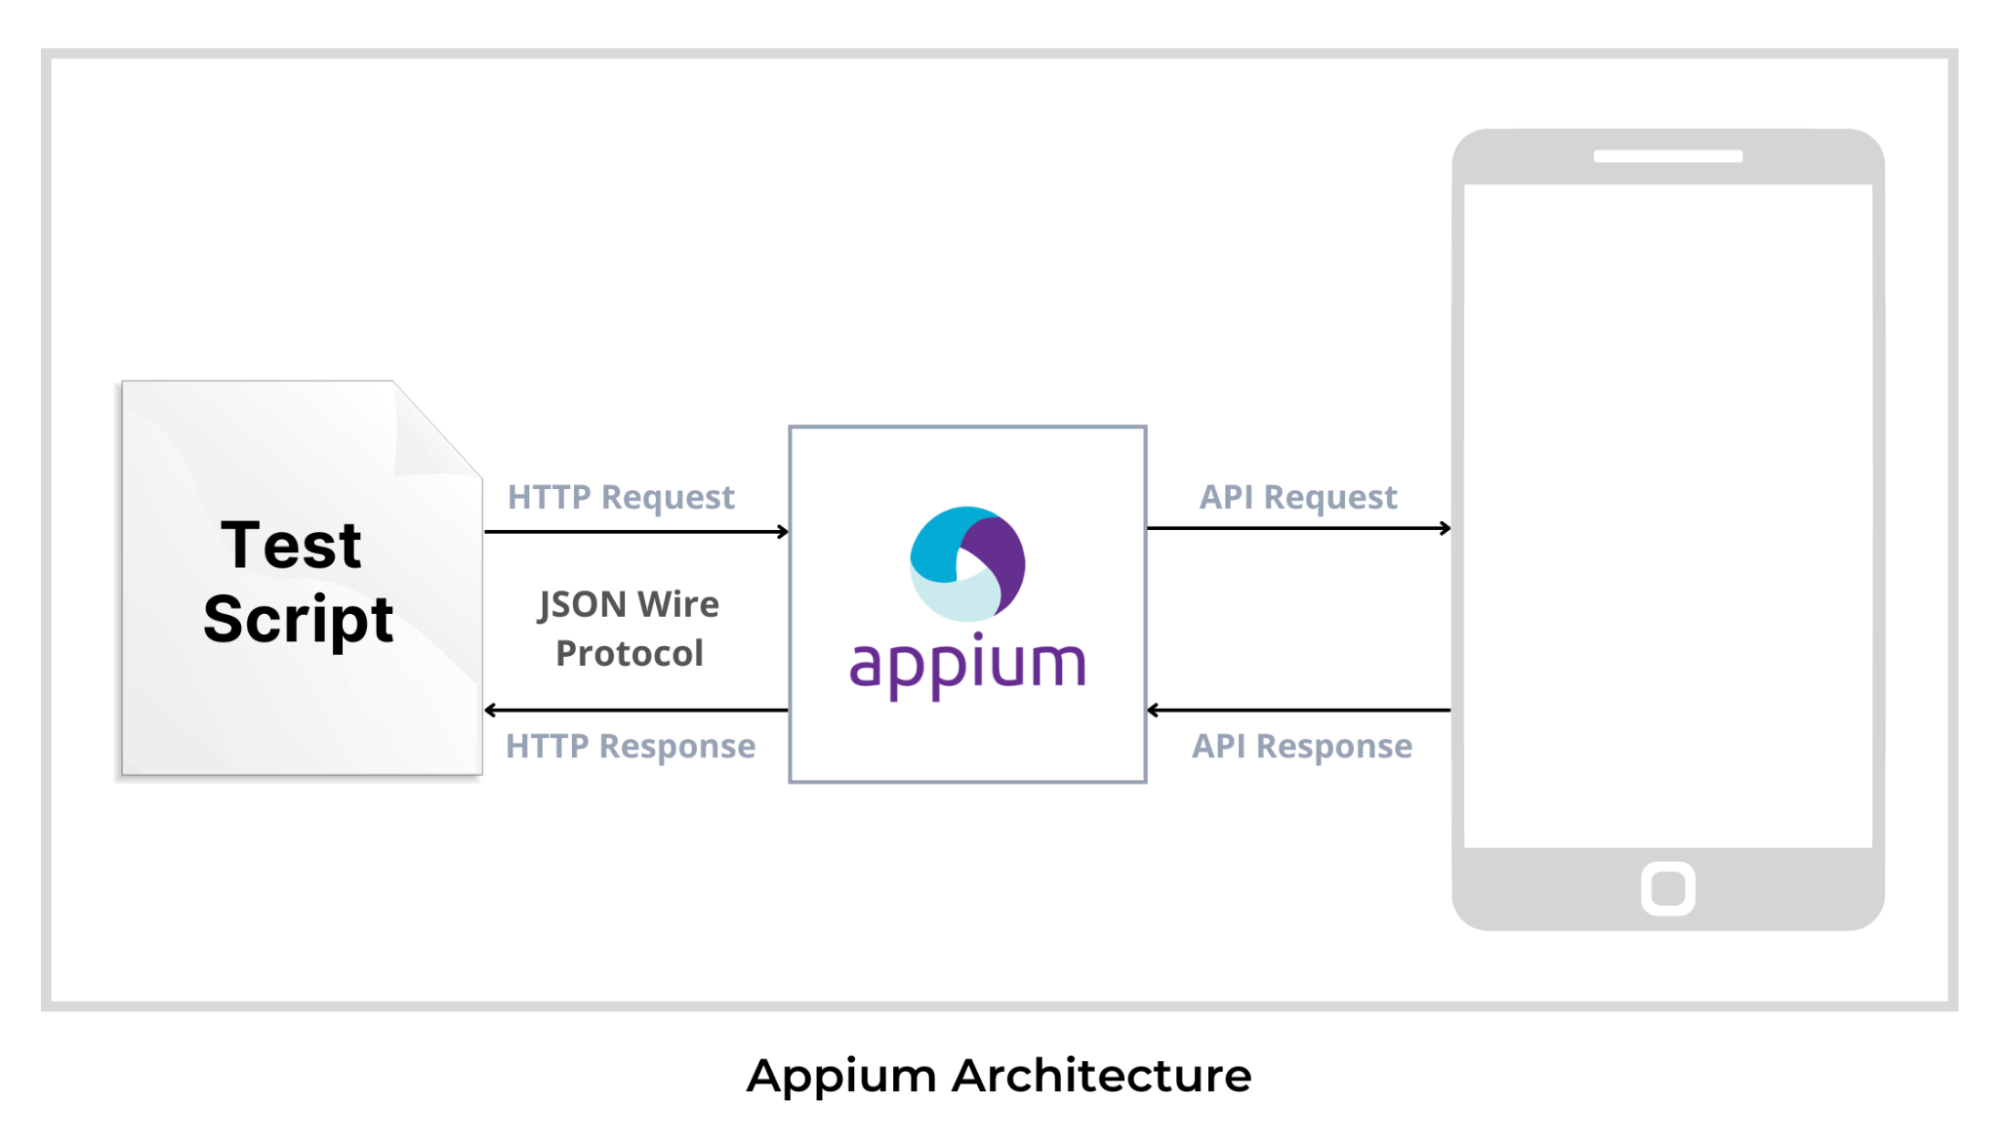 Test
Script
HTTP Request
JSON Wire
Protocol
HTTP Response
appium
API Request
API Response
Appium Architecture